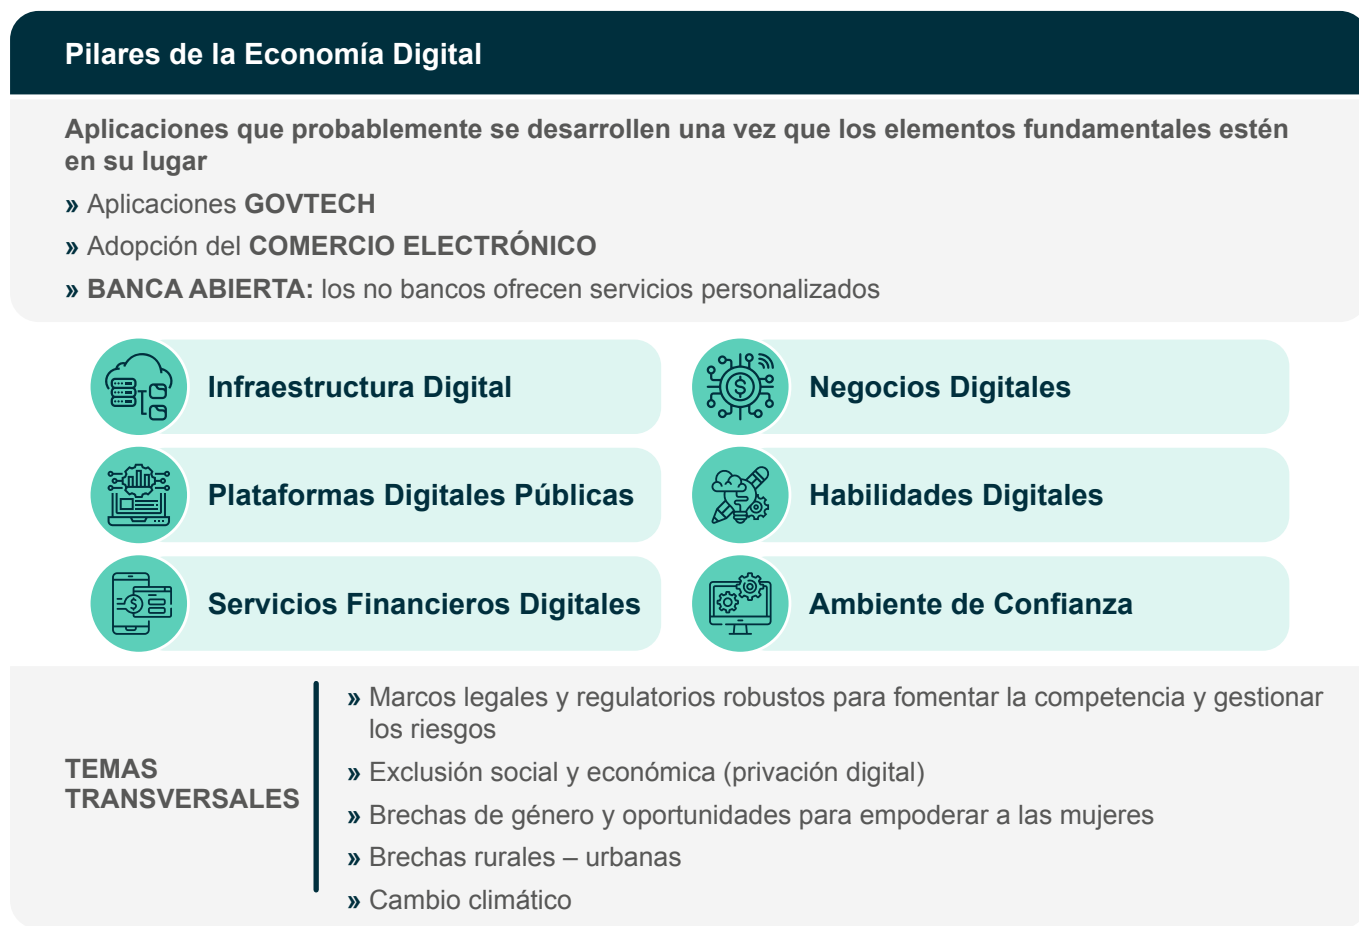 Pilares de la Economía Digital
Aplicaciones que probablemente se desarrollen una vez que los elementos fundamentales estén
en su lugar
» Aplicaciones GOVTECH
» Adopción del COMERCIO ELECTRÓNICO
» BANCA ABIERTA: los no bancos ofrecen servicios personalizados
Infraestructura Digital
Negocios Digitales
Plataformas Digitales Públicas
Habilidades Digitales
Servicios Financieros Digitales
Ambiente de Confianza
TEMAS
TRANSVERSALES
» Marcos legales y regulatorios robustos para fomentar la competencia y gestionar
los riesgos
» Exclusión social y económica (privación digital)
» Brechas de género y oportunidades para empoderar a las mujeres
» Brechas rurales – urbanas
» Cambio climático